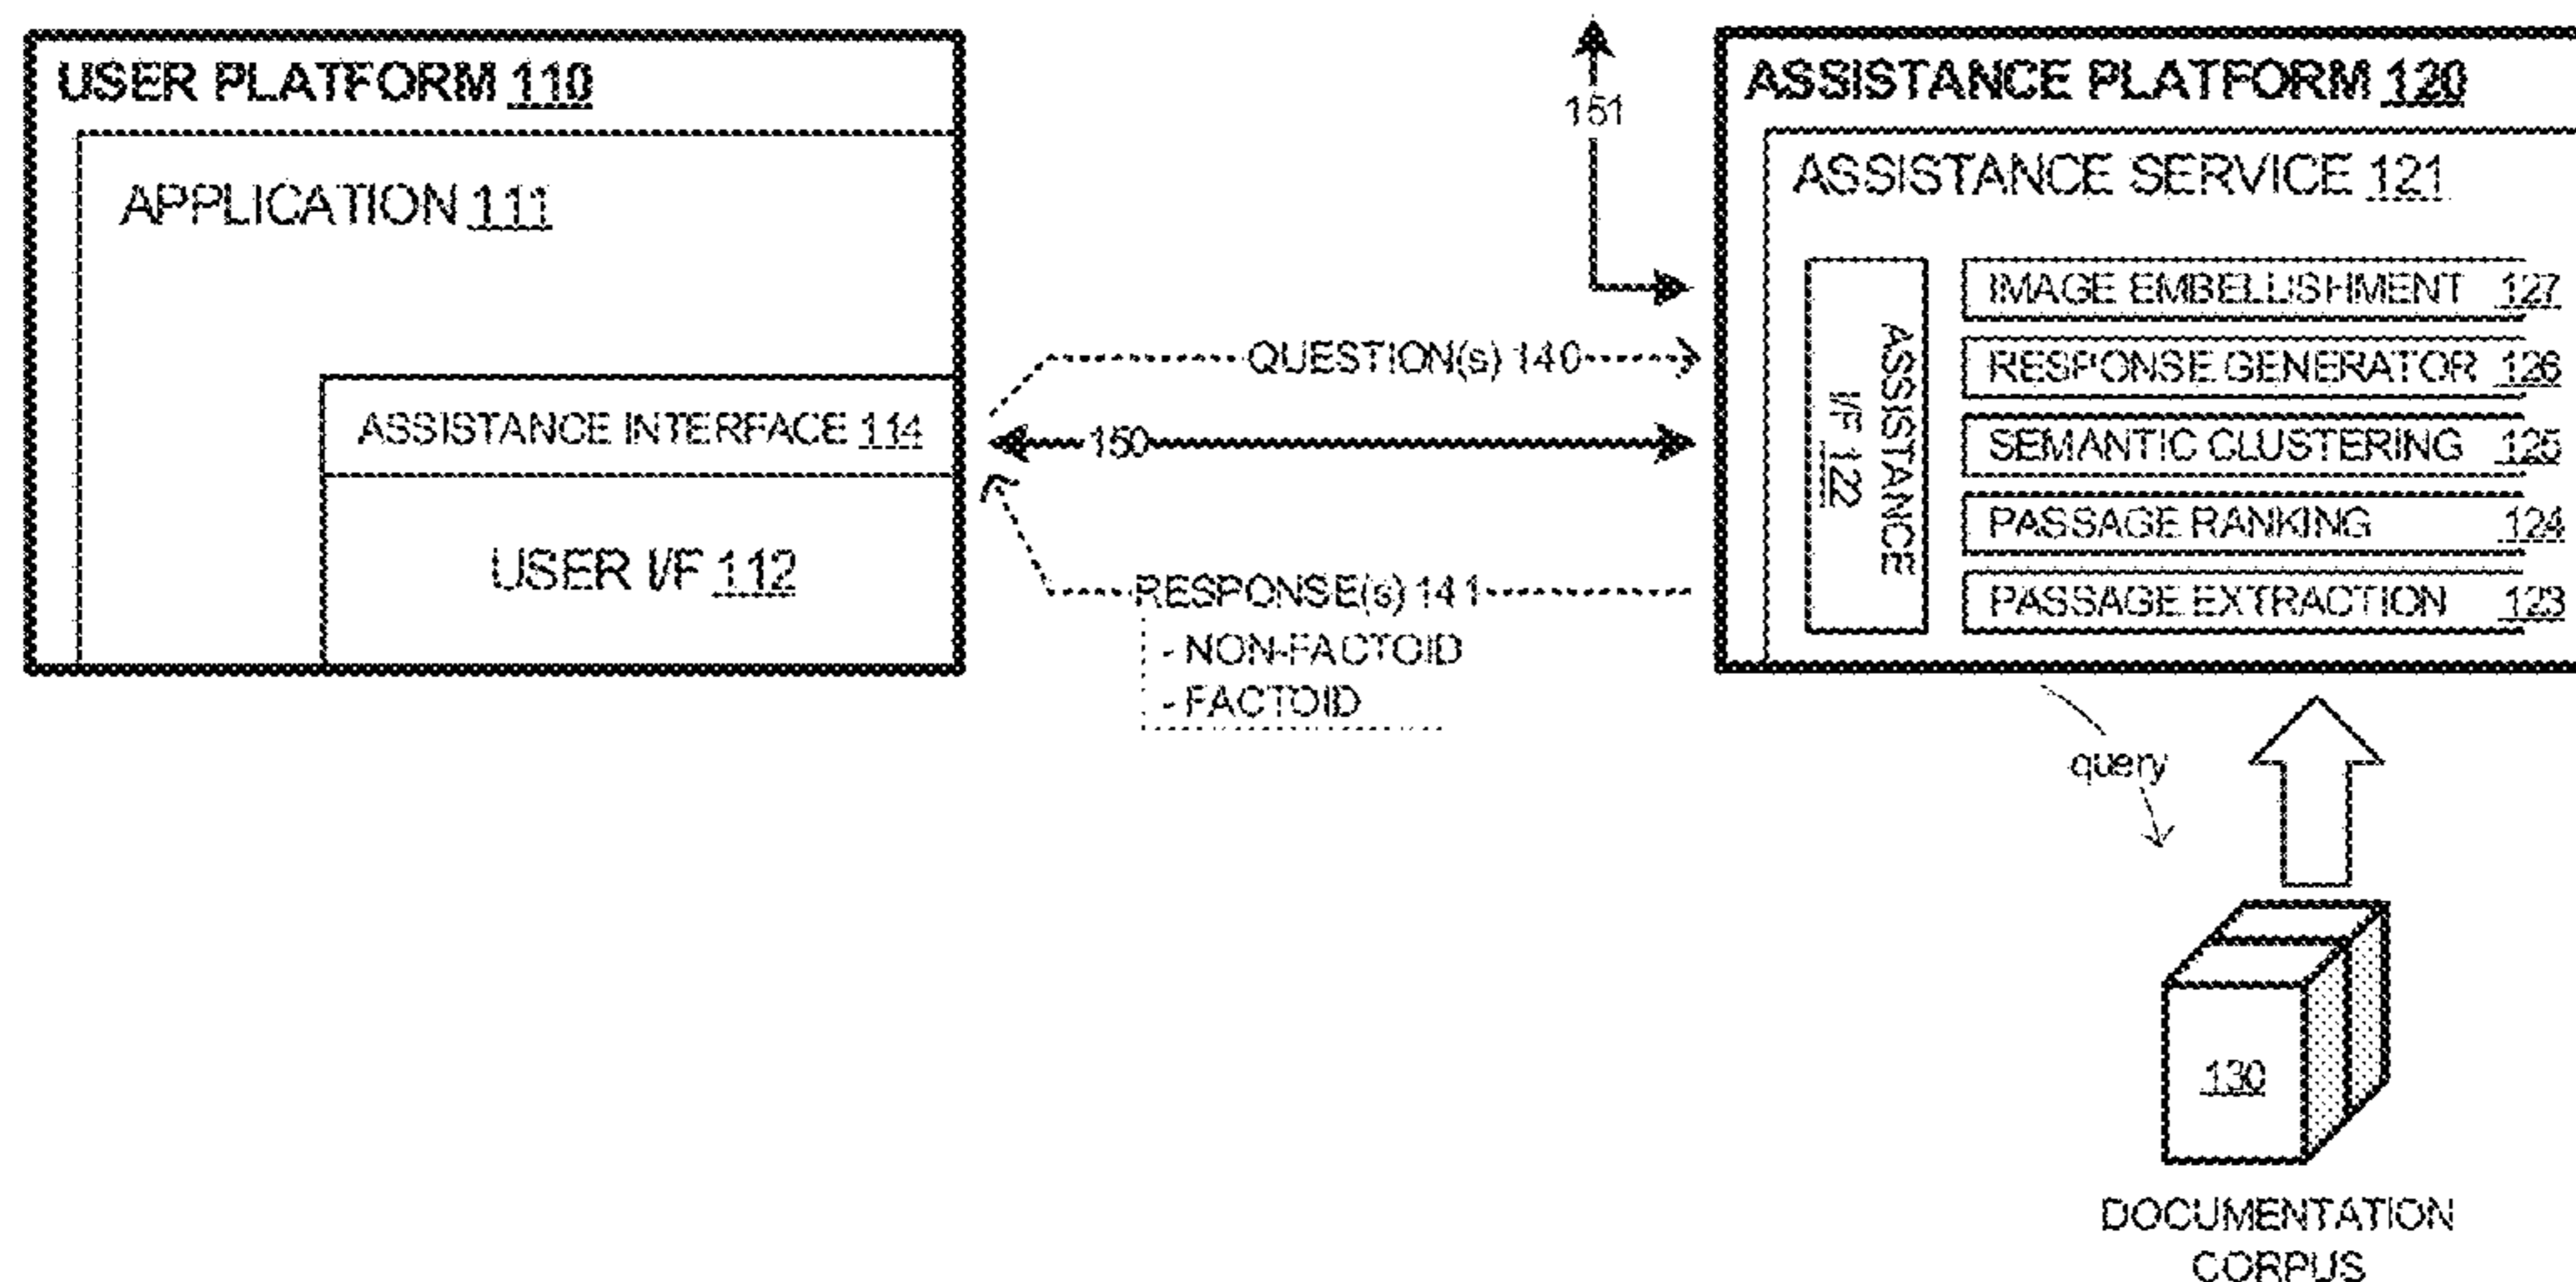 USER PLATFORM 110
APPLICATION 111
ASSISTANCE INTERFACE 114
USER I/F 112
151
QUESTION(s) 140
150
RESPONSE(s) 141
- NON-FACTOID
- FACTOID
ASSISTANCE PLATFORM 120
ASSISTANCE SERVICE 121
ASSISTANCE
I/F 122
IMAGE EMBELLISHMENT 127
RESPONSE GENERATOR 126
SEMANTIC CLUSTERING 125
PASSAGE RANKING 124
PASSAGE EXTRACTION 123
query
130
DOCUMENTATION
CORPUS